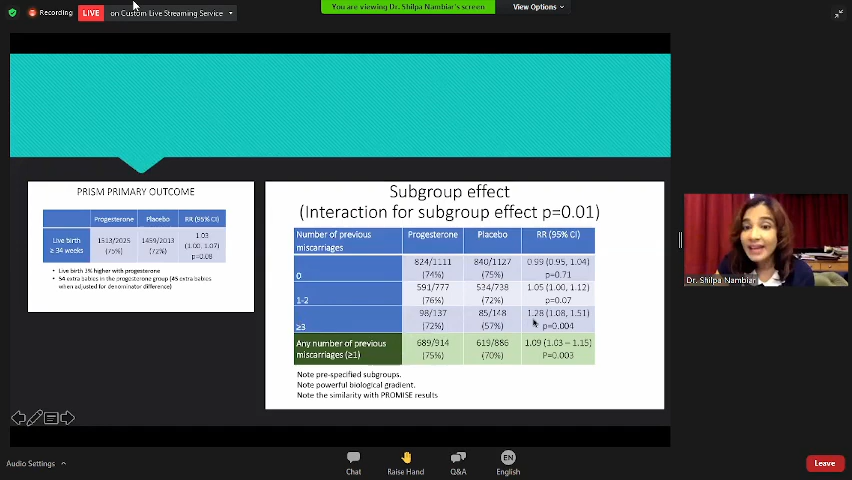 Recording
LIVE
on Custom Live Streaming Service
You are viewing Dr. Shilpa Nambiar's screen
View Options
PRISM PRIMARY OUTCOME
Progesterone Placebo RR (95% CI)
Live birth ≥ 34 weeks 1513/2025 (75%) 1459/2013 (72%) 1.03 (1.00, 1.07) p=0.08
• Live birth 3% higher with progesterone
• 54 extra babies in the progesterone group (45 extra babies
when adjusted for denominator difference)
Subgroup effect
(Interaction for subgroup effect p=0.01)
Number of previous miscarriages Progesterone Placebo RR (95% CI)
0 824/1111 (74%) 840/1127 (75%) 0.99 (0.95, 1.04) p=0.71
1-2 591/777 (76%) 534/738 (72%) 1.05 (1.00, 1.12) p=0.07
≥3 98/137 (72%) 85/148 (57%) 1.28 (1.08, 1.51) p=0.004
Any number of previous miscarriages (≥1) 689/914 (75%) 619/886 (70%) 1.09 (1.03 – 1.15) P=0.003
Note pre-specified subgroups.
Note powerful biological gradient.
Note the similarity with PROMISE results
Dr. Shilpa Nambiar
Audio Settings
Chat
Raise Hand
Q&A
EN
English
Leave